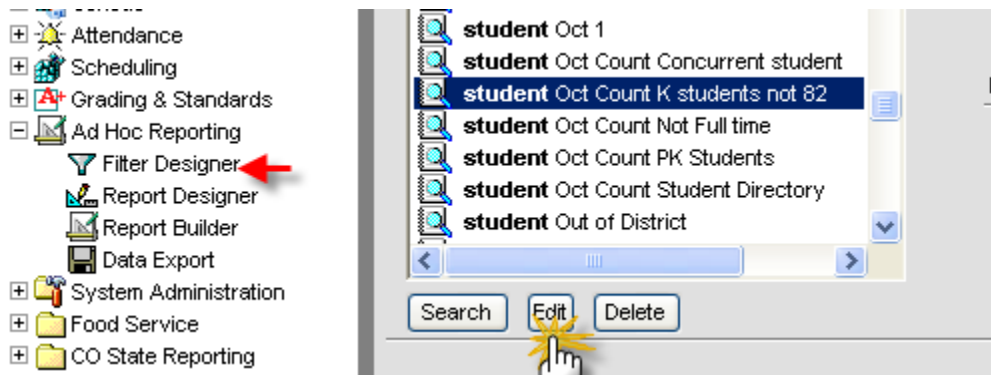 Attendance
Scheduling
Grading & Standards
Ad Hoc Reporting
Filter Designer
Report Designer
Report Builder
Data Export
System Administration
Food Service
CO State Reporting
student Oct 1
student Oct Count Concurrent student
student Oct Count K students not 82
student Oct Count Not Full time
student Oct Count PK Students
student Oct Count Student Directory
student Out of District
Search Edit Delete